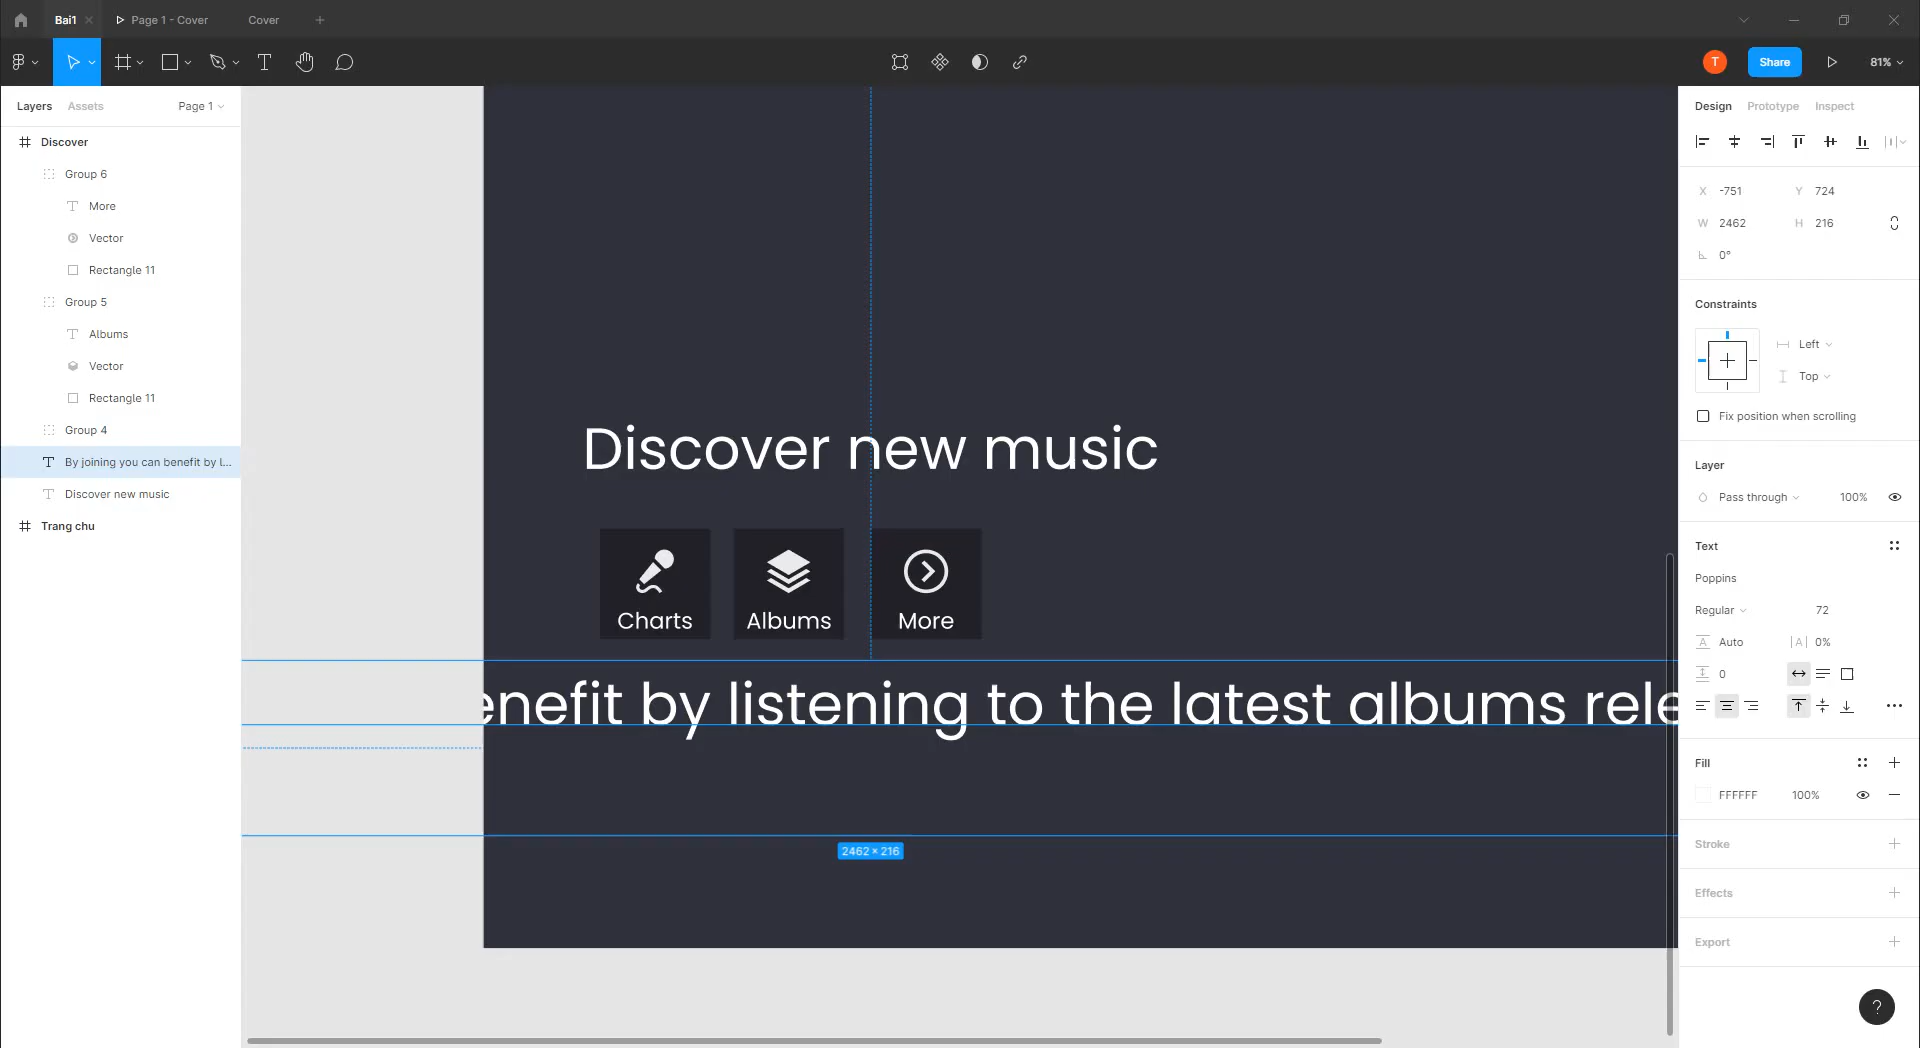 Bai1
Page 1 - Cover
Cover
T
Share
81%
Layers
Assets
Page 1
Design
Prototype
Inspect
Discover
Group 6
More
Vector
Rectangle 11
Group 5
Albums
Vector
Rectangle 11
Group 4
By joining you can benefit by l...
Discover new music
Trang chu
Discover new music
Charts
Albums
More
enefit by listening to the latest albums rele
2462 × 216
X -751
Y 724
W 2462
H 216
0°
Constraints
Left
Top
Fix position when scrolling
Layer
Pass through
100%
Text
Poppins
Regular
72
A Auto
|A| 0%
0
Fill
FFFFFF
100%
Stroke
Effects
Export
?